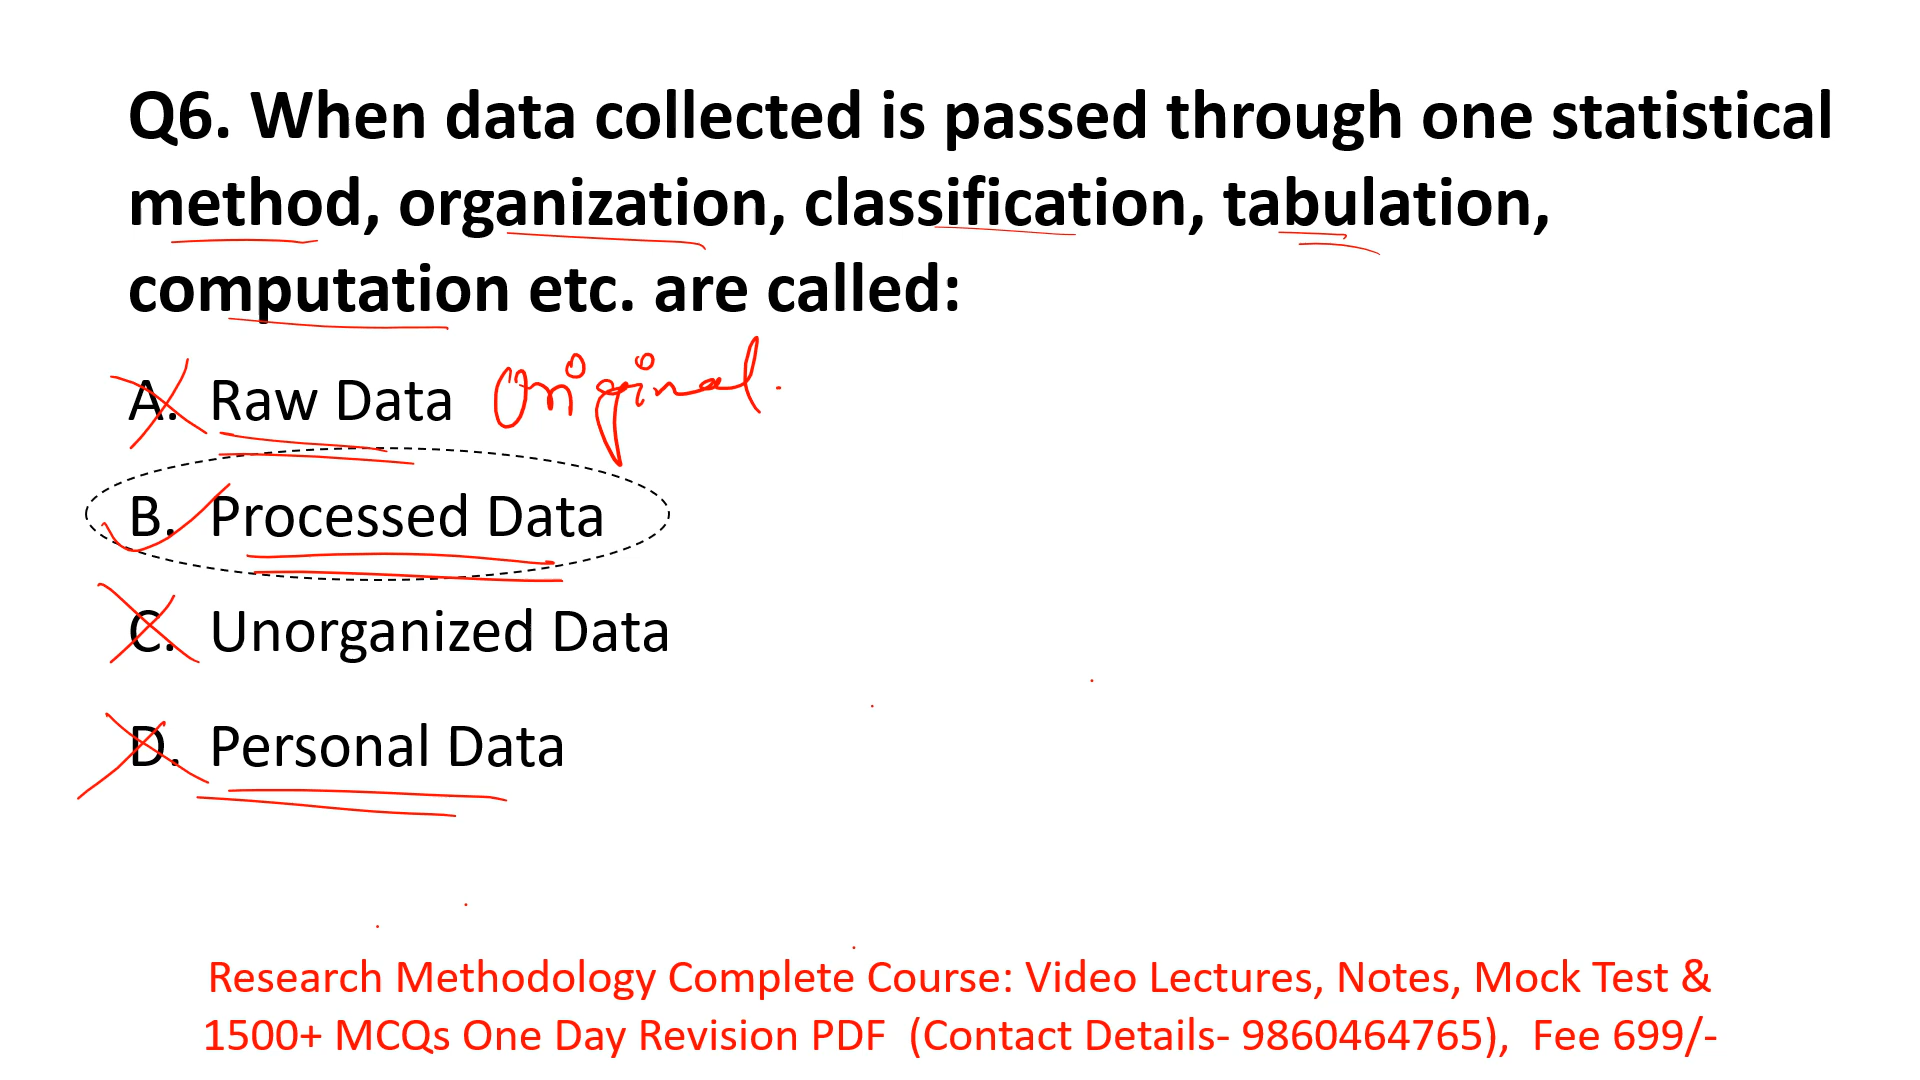 Q6. When data collected is passed through one statistical
method, organization, classification, tabulation,
computation etc. are called:
A. Raw Data Original.
B. Processed Data
C. Unorganized Data
D. Personal Data
Research Methodology Complete Course: Video Lectures, Notes, Mock Test &
1500+ MCQs One Day Revision PDF (Contact Details- 9860464765), Fee 699/-